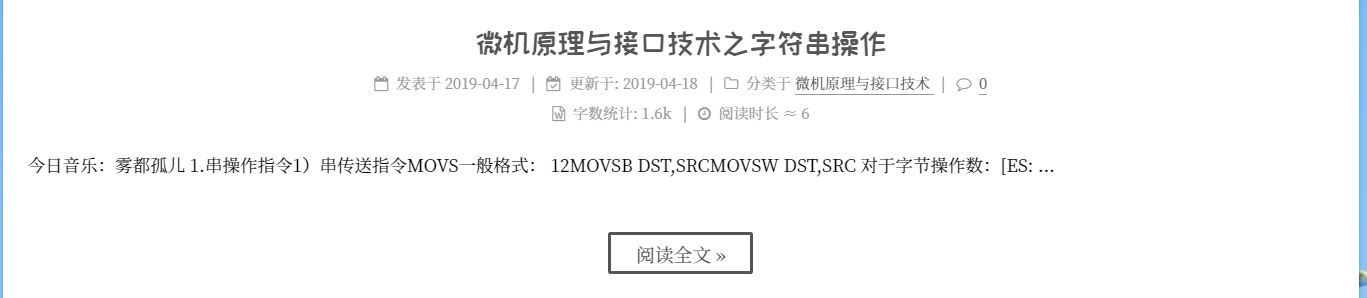 微机原理与接口技术之字符串操作
发表于 2019-04-17 | 更新于: 2019-04-18 | 分类于 微机原理与接口技术 | 0
字数统计: 1.6k | 阅读时长 ≈ 6
今日音乐：雾都孤儿 1.串操作指令1）串传送指令MOVS一般格式： 12MOVSB DST,SRCMOVSW DST,SRC 对于字节操作数：[ES: ...
阅读全文 »